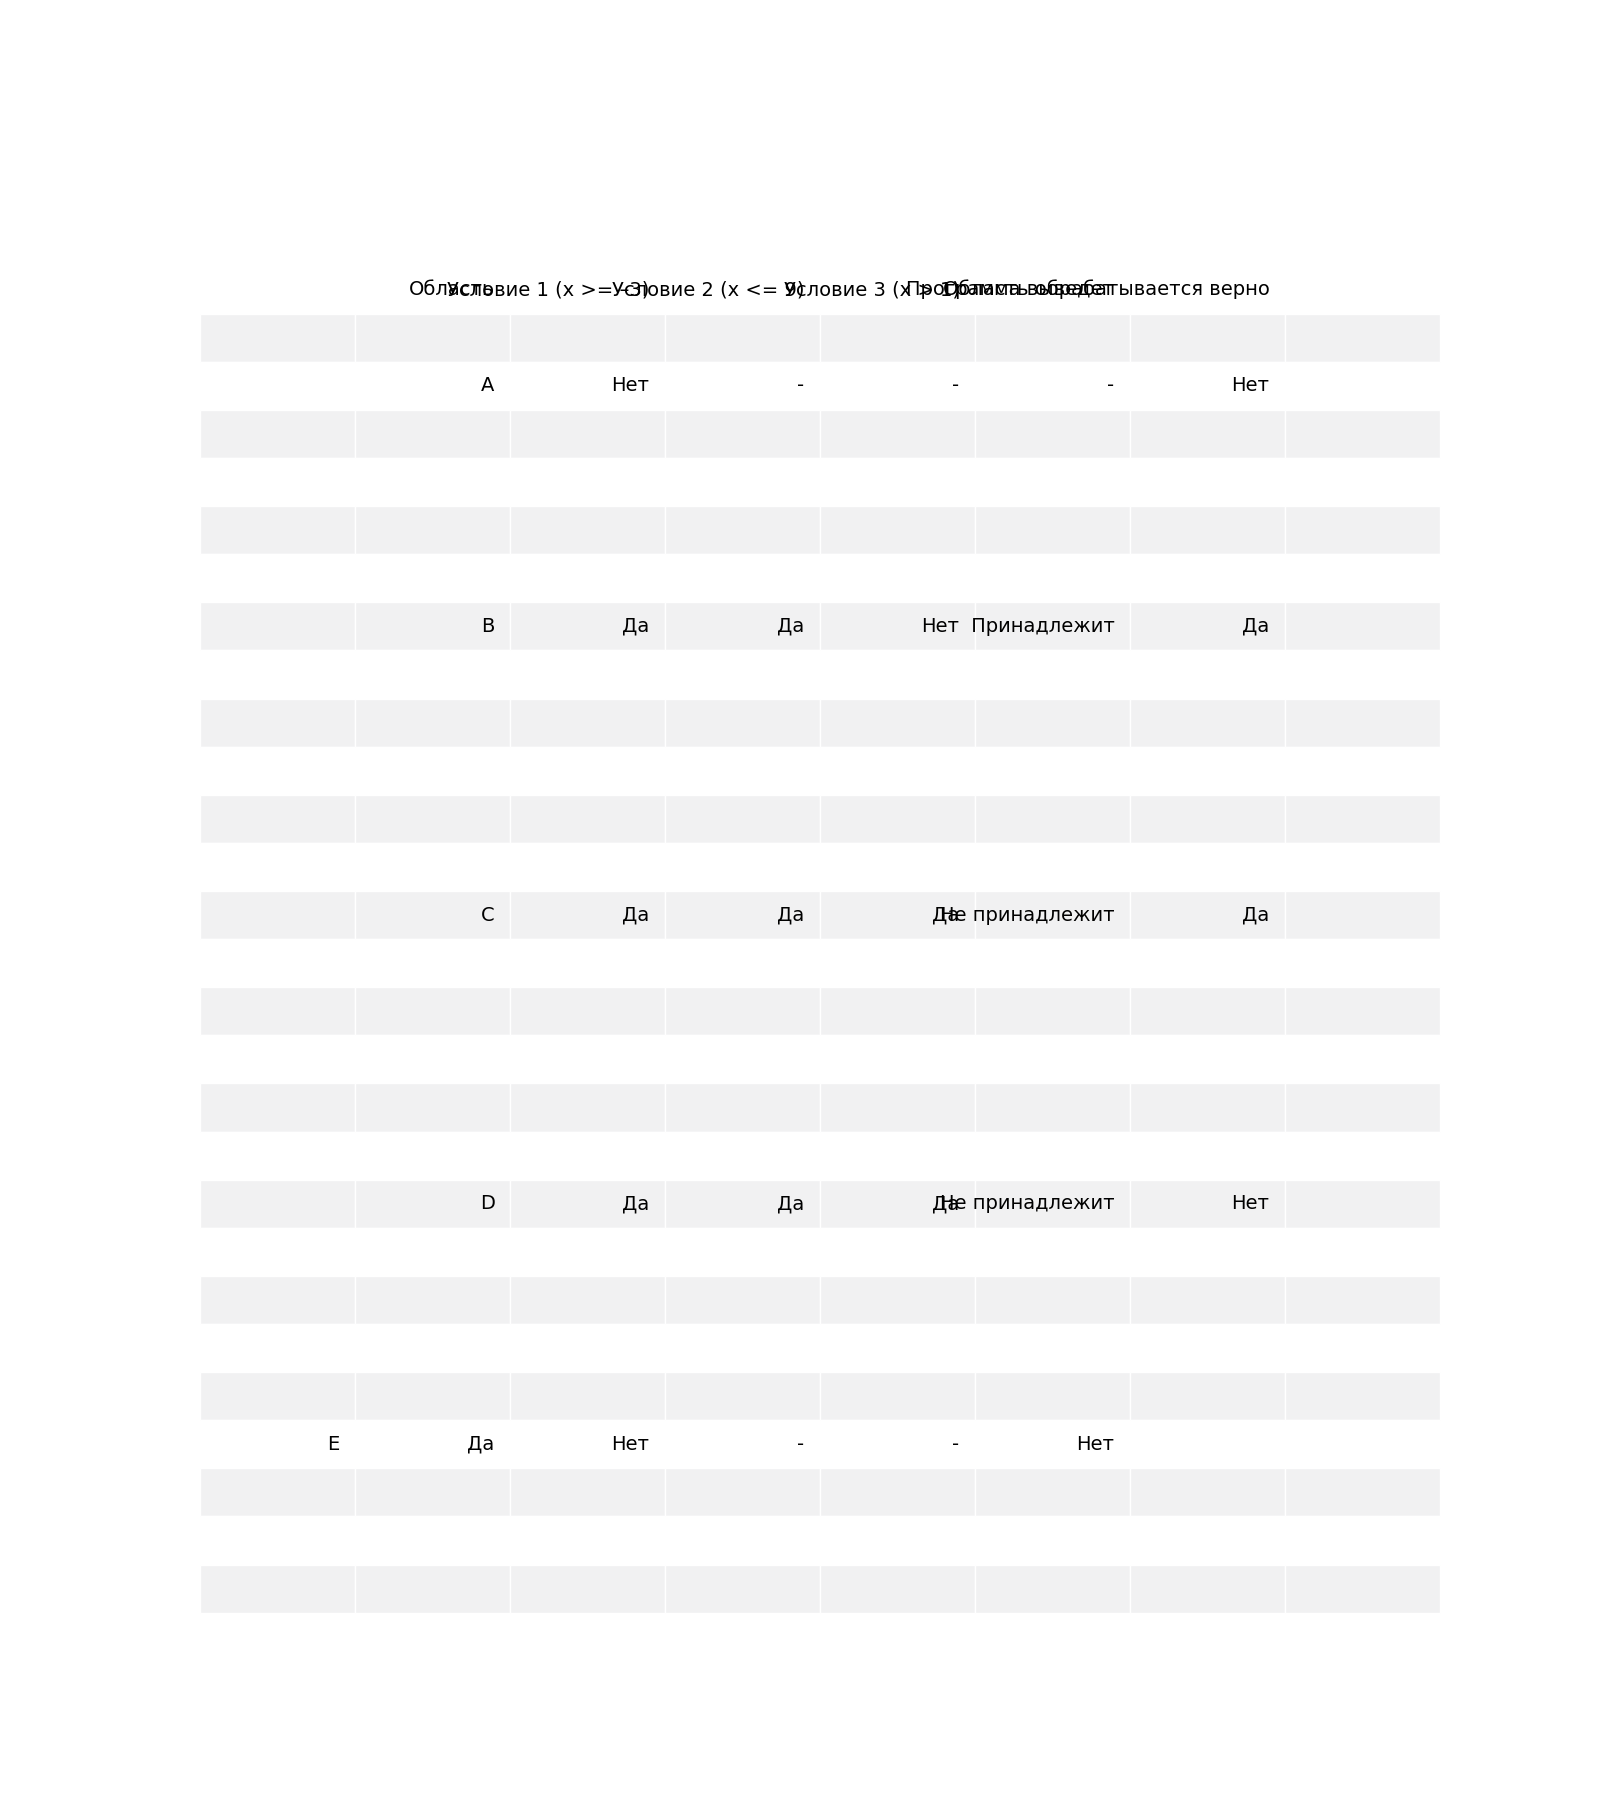 Область Условие 1 (x >= -3) Условие 2 (x <= 9) Условие 3 (x > 1) Программа выведет Область обрабатывается верно
A Нет - - - Нет
B Да Да Нет Принадлежит Да
C Да Да Да Не принадлежит Да
D Да Да Да Не принадлежит Нет
E Да Нет - - Нет